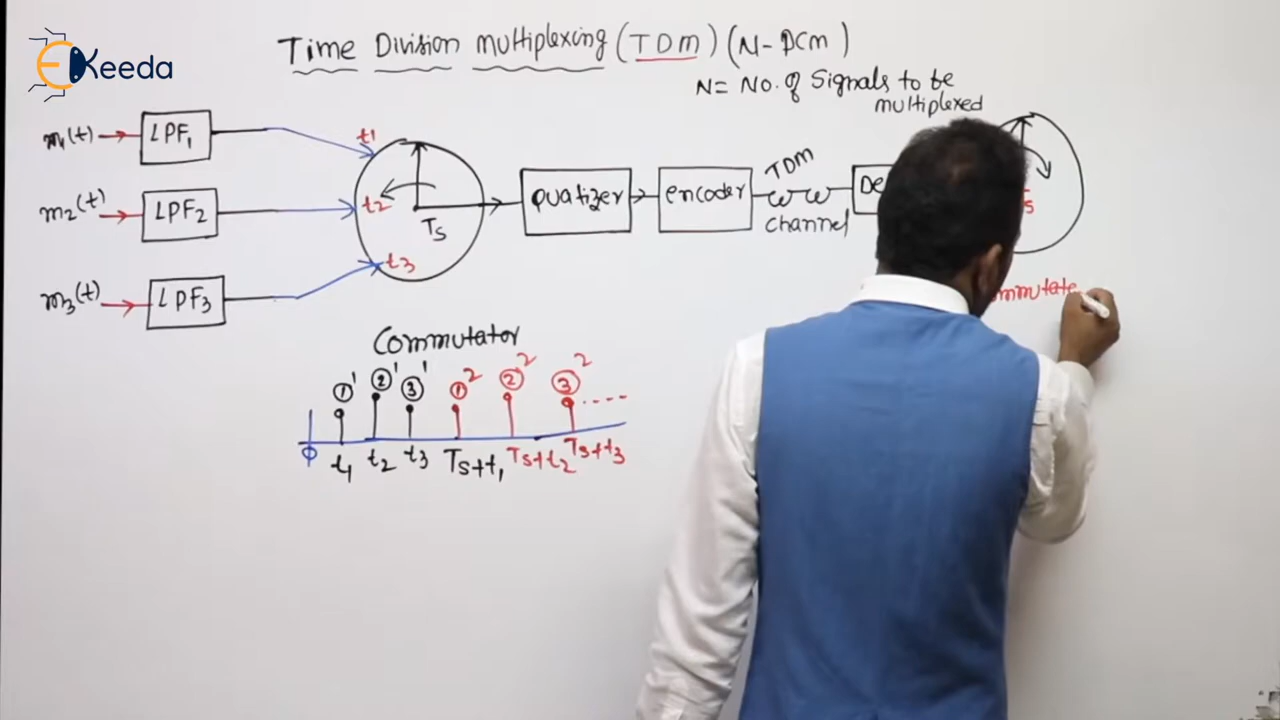 EKeeda
Time Division Multiplexing (TDM) (N-PCM)
N= No. of Signals to be
multiplexed
m1(t)
LPF1
t1
m2(t)
LPF2
t2
m3(t)
LPF3
t3
Ts
Quatizer
encoder
TDM
channel
De
Commutator
1 1
2 1
3 1
1 2
2 2
3 2
.....
0
t1
t2
t3
Ts+t1
Ts+t2
Ts+t3